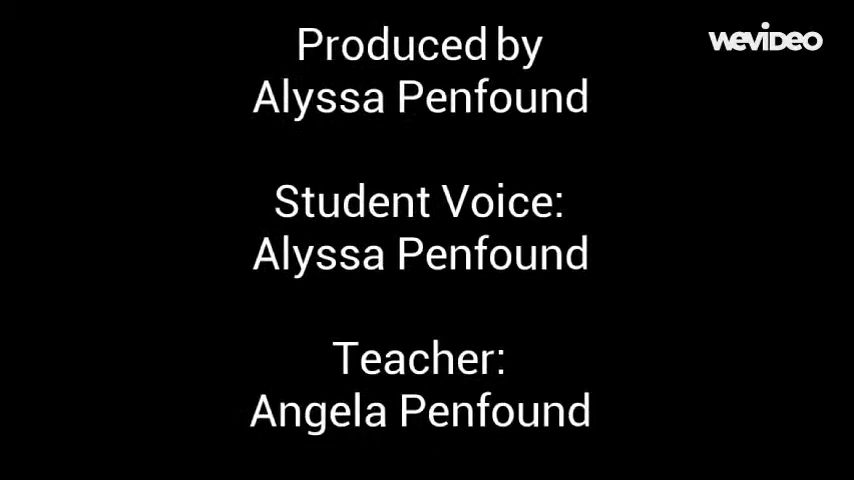 wevideo
Produced by
Alyssa Penfound
Student Voice:
Alyssa Penfound
Teacher:
Angela Penfound